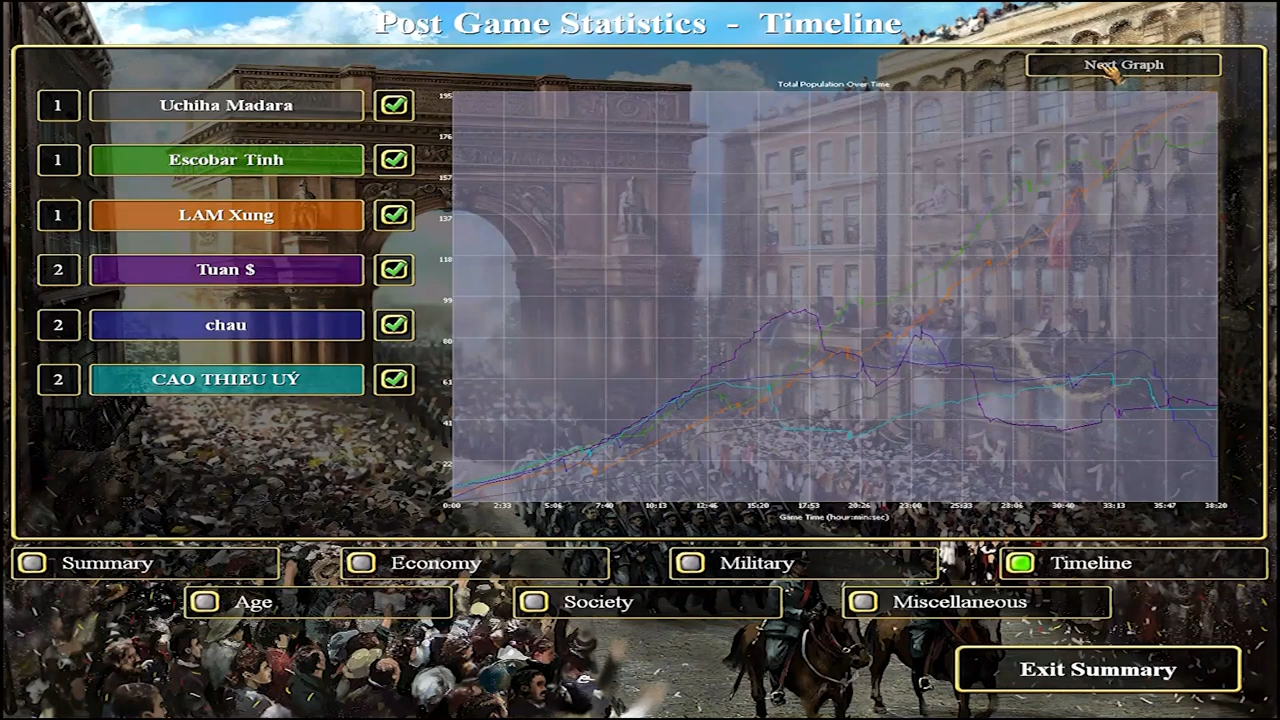 Post Game Statistics - Timeline
Next Graph
Total Population Over Time
1 Uchiha Madara
1 Escobar Tinh
1 LAM Xung
2 Tuan $
2 chau
2 CAO THIEU UÝ
195
176
157
137
118
99
80
61
41
22
0:00 2:33 5:06 7:40 10:13 12:46 15:20 17:53 20:26 23:00 25:33 28:06 30:40 33:13 35:47 38:20
Game Time (hour:min:sec)
Summary Economy Military Timeline
Age Society Miscellaneous
Exit Summary